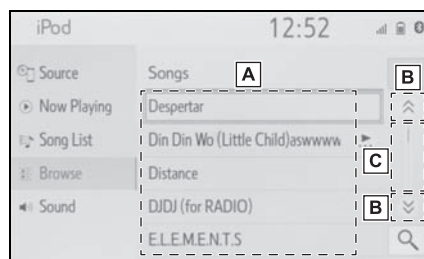 iPod 12:52
Source
Now Playing
Song List
Browse
Sound
Songs A
Despertar
Din Din Wo (Little Child)aswwww
Distance
DJDJ (for RADIO)
E.L.E.M.E.N.T.S
B
C
B